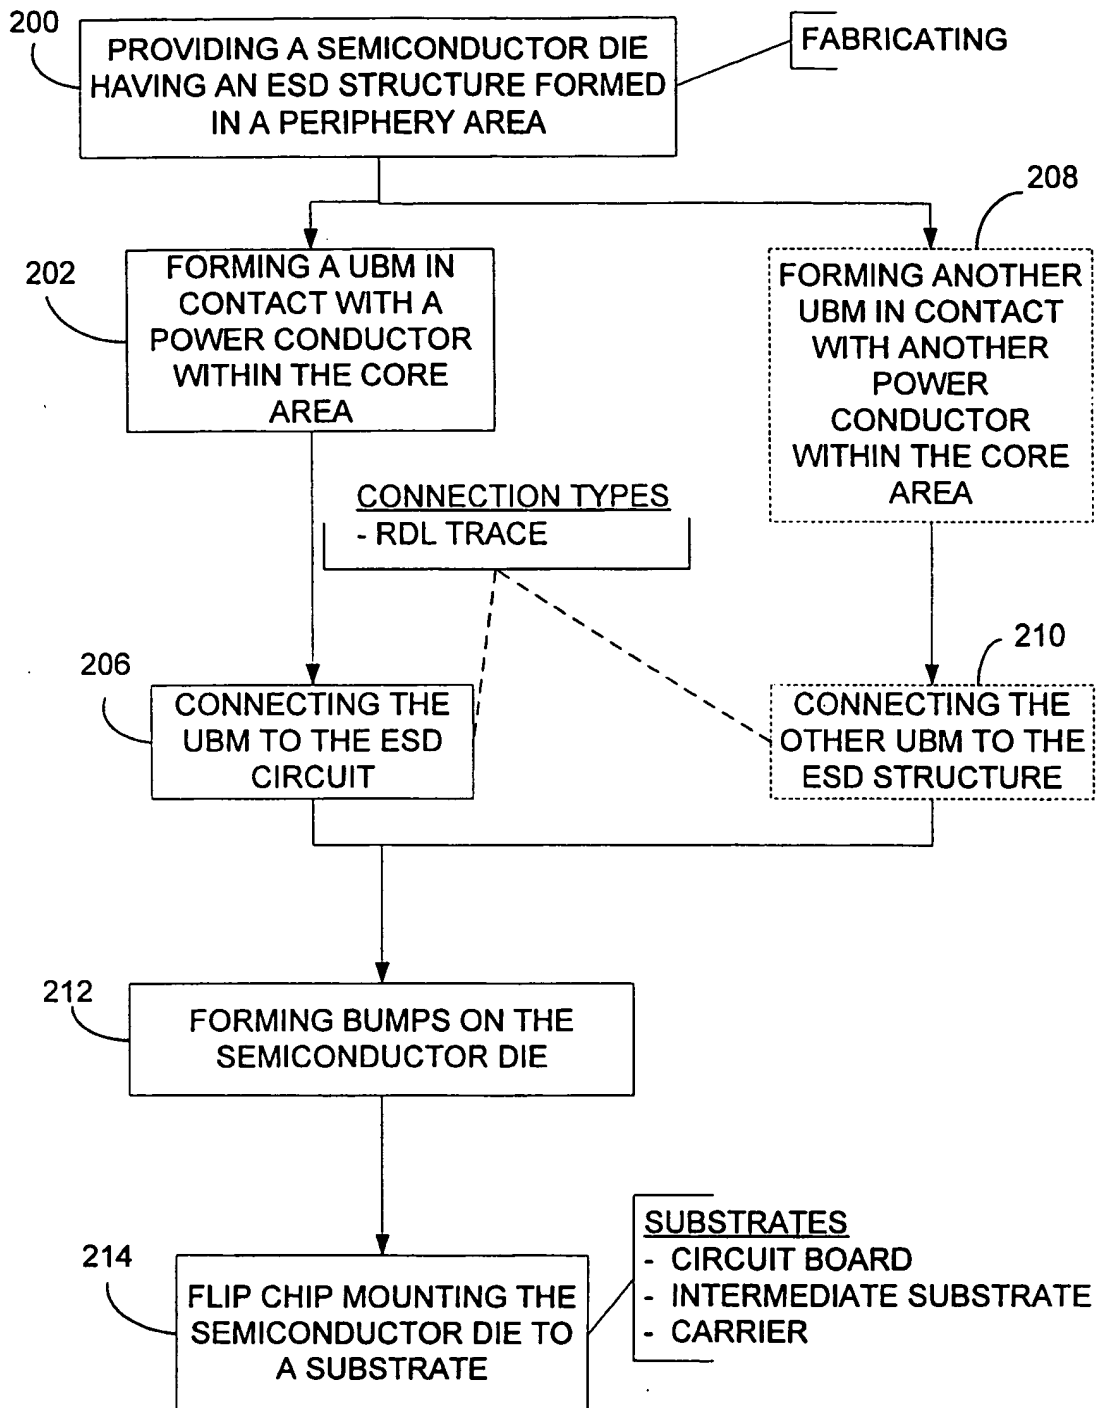 200
PROVIDING A SEMICONDUCTOR DIE
HAVING AN ESD STRUCTURE FORMED
IN A PERIPHERY AREA
FABRICATING
202
FORMING A UBM IN
CONTACT WITH A
POWER CONDUCTOR
WITHIN THE CORE
AREA
208
FORMING ANOTHER
UBM IN CONTACT
WITH ANOTHER
POWER
CONDUCTOR
WITHIN THE CORE
AREA
CONNECTION TYPES
- RDL TRACE
206
CONNECTING THE
UBM TO THE ESD
CIRCUIT
210
CONNECTING THE
OTHER UBM TO THE
ESD STRUCTURE
212
FORMING BUMPS ON THE
SEMICONDUCTOR DIE
214
FLIP CHIP MOUNTING THE
SEMICONDUCTOR DIE TO
A SUBSTRATE
SUBSTRATES
- CIRCUIT BOARD
- INTERMEDIATE SUBSTRATE
- CARRIER